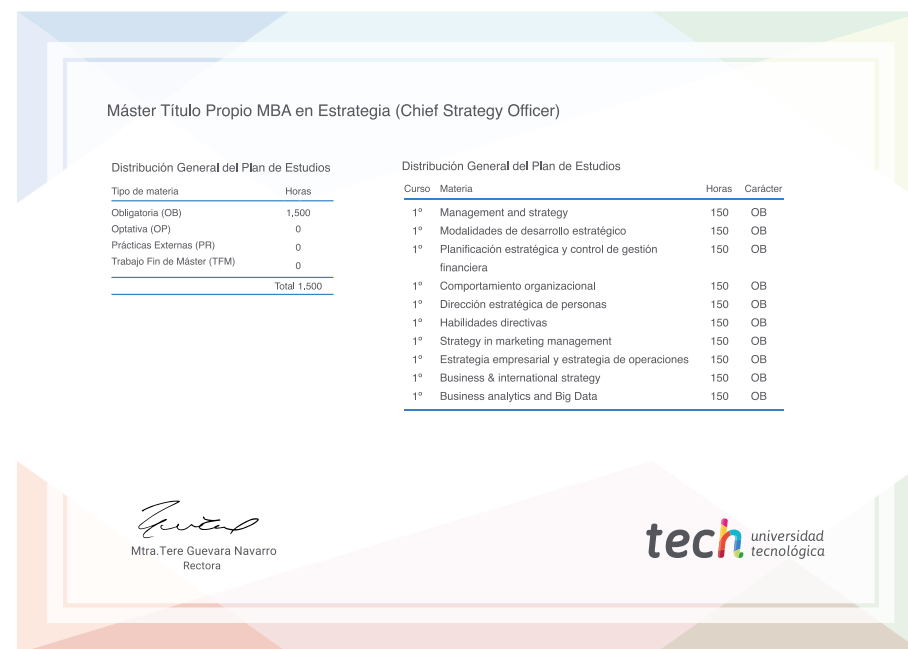 Máster Título Propio MBA en Estrategia (Chief Strategy Officer)
Distribución General del Plan de Estudios
Tipo de materia Horas
Obligatoria (OB) 1,500
Optativa (OP) 0
Prácticas Externas (PR) 0
Trabajo Fin de Máster (TFM) 0
Total 1,500
Distribución General del Plan de Estudios
Curso Materia Horas Carácter
1º Management and strategy 150 OB
1º Modalidades de desarrollo estratégico 150 OB
1º Planificación estratégica y control de gestión 150 OB
financiera
1º Comportamiento organizacional 150 OB
1º Dirección estratégica de personas 150 OB
1º Habilidades directivas 150 OB
1º Strategy in marketing management 150 OB
1º Estrategia empresarial y estrategia de operaciones 150 OB
1º Business & international strategy 150 OB
1º Business analytics and Big Data 150 OB
Mtra.Tere Guevara Navarro
Rectora
tech universidad
tecnológica